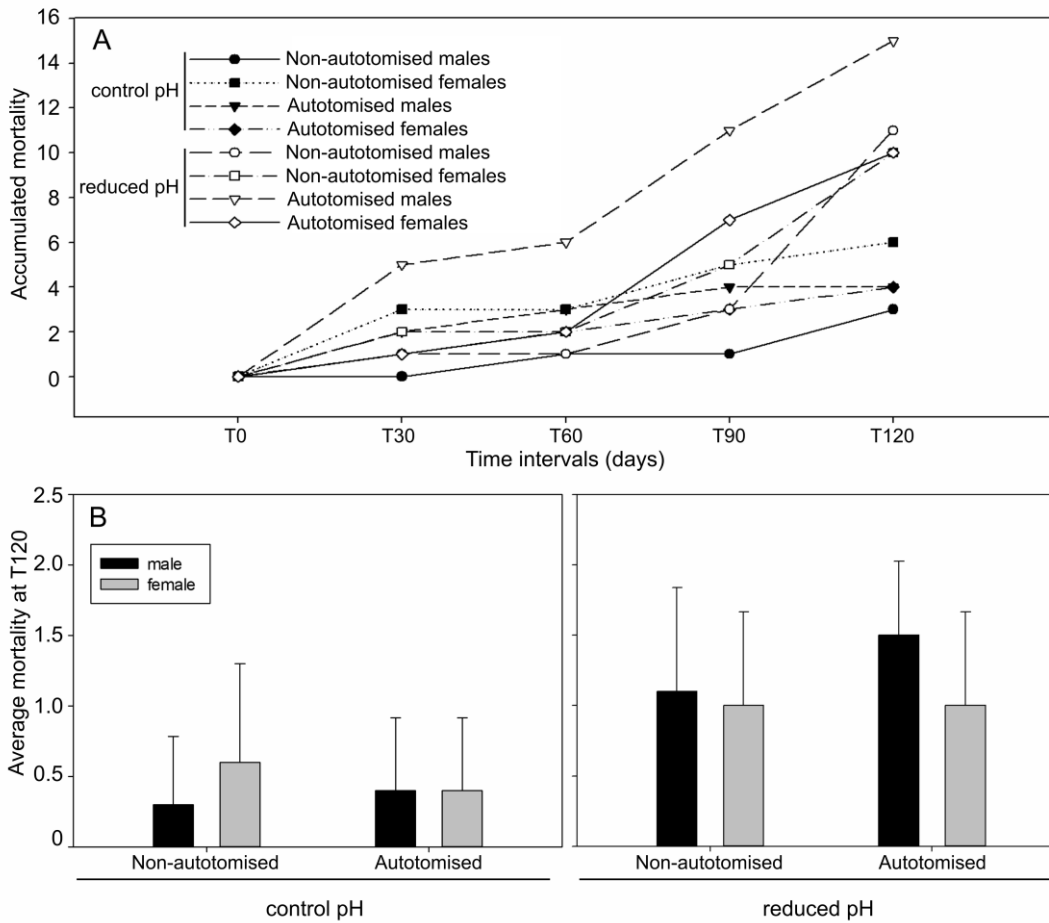 A
16
14
12
10
8
6
4
2
0
Accumulated mortality
control pH
Non-autotomised males
Non-autotomised females
Autotomised males
Autotomised females
reduced pH
Non-autotomised males
Non-autotomised females
Autotomised males
Autotomised females
T0 T30 T60 T90 T120
Time intervals (days)
B
2.5
2.0
1.5
1.0
0.5
0
Average mortality at T120
male
female
Non-autotomised Autotomised Non-autotomised Autotomised
control pH reduced pH